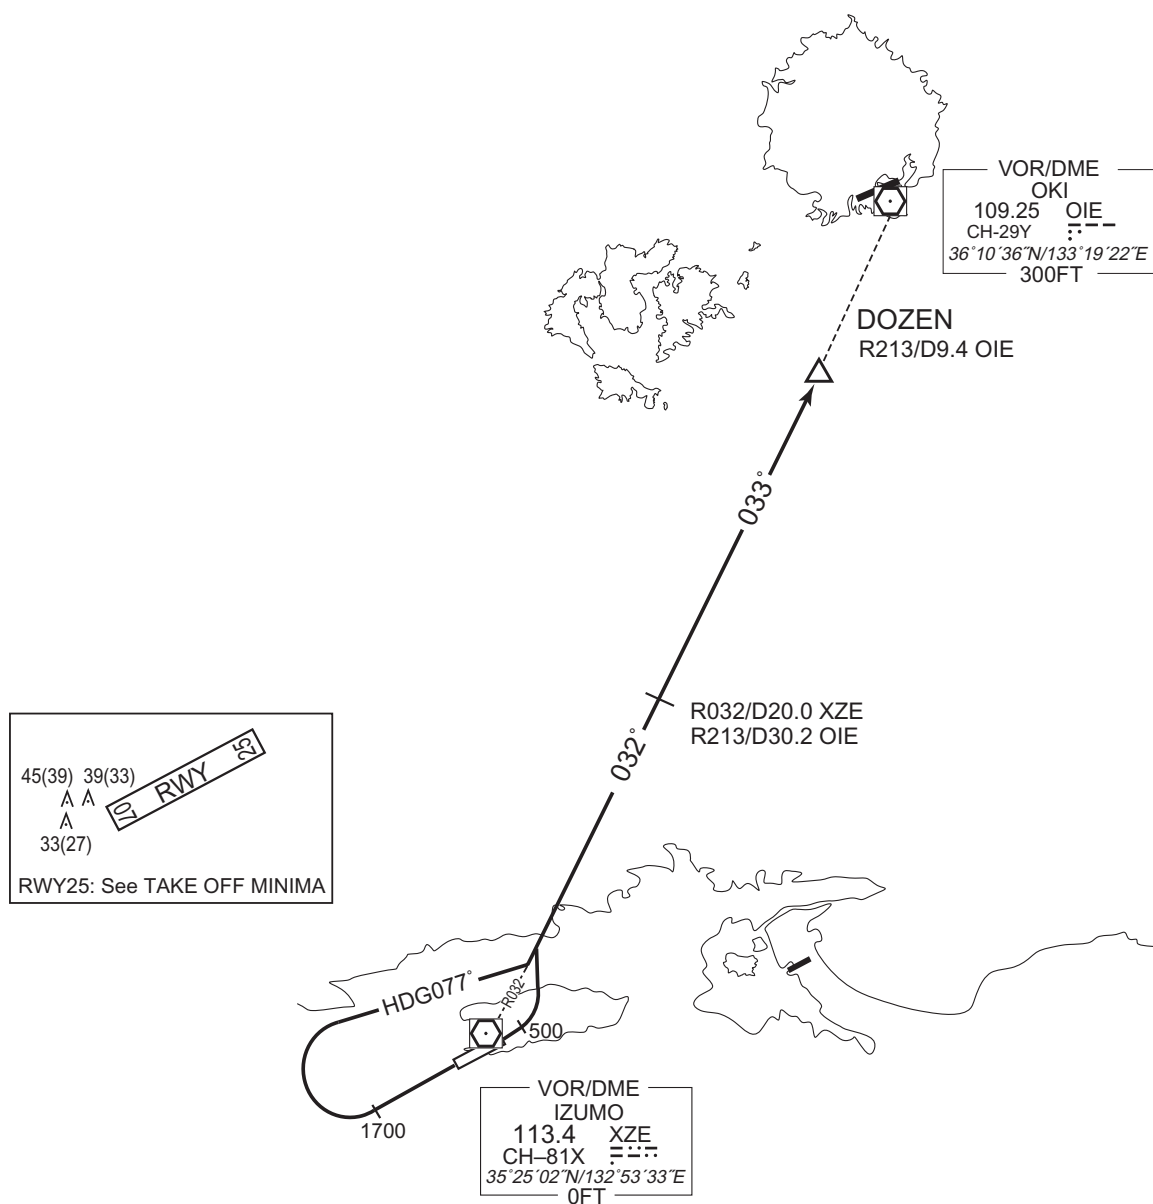 VOR/DME
OKI
109.25 OIE
CH-29Y
36°10´36˝N/133°19´22˝E
300FT
DOZEN
R213/D9.4 OIE
033°
R032/D20.0 XZE
R213/D30.2 OIE
032°
45(39) 39(33)
33(27)
07 RWY 25
RWY25: See TAKE OFF MINIMA
HDG077°
R032
500
1700
VOR/DME
IZUMO
113.4 XZE
CH–81X
35°25´02˝N/132°53´33˝E
0FT